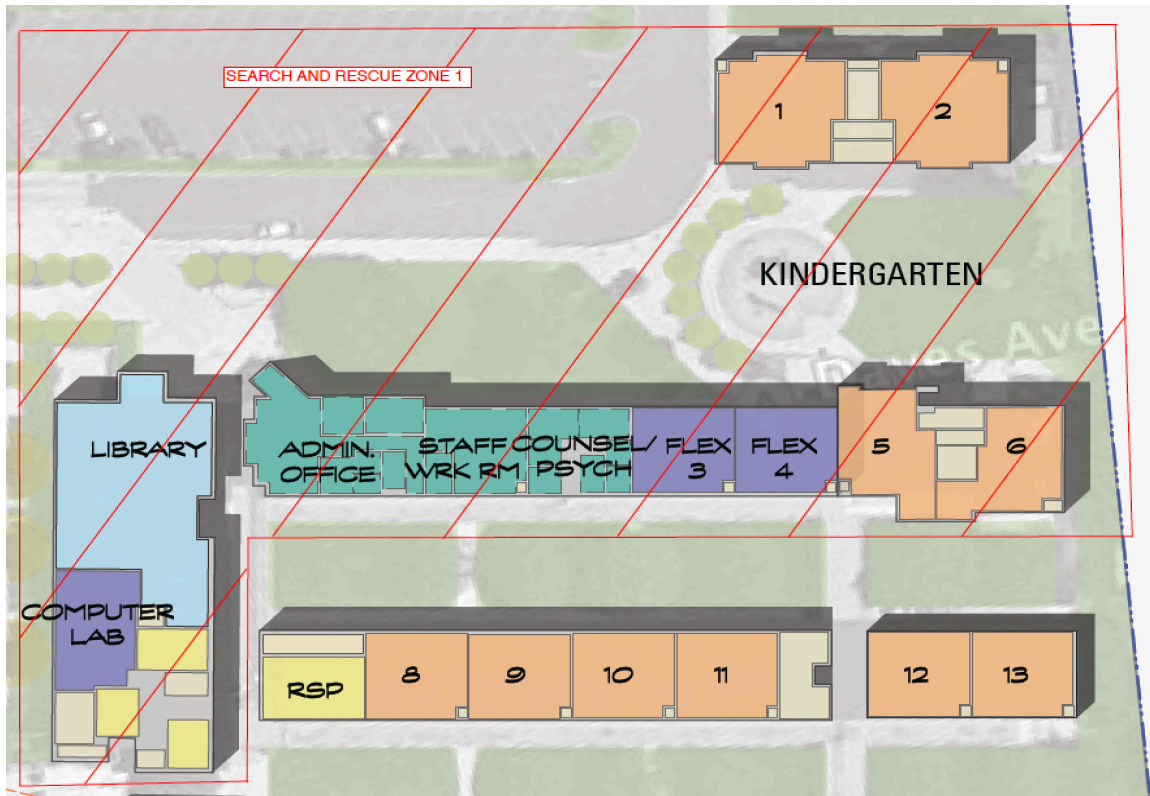 SEARCH AND RESCUE ZONE 1
1
2
KINDERGARTEN
LIBRARY
ADMIN.
OFFICE
STAFF
WRK RM
COUNSEL/
PSYCH
FLEX
3
FLEX
4
5
6
COMPUTER
LAB
RSP
8
9
10
11
12
13